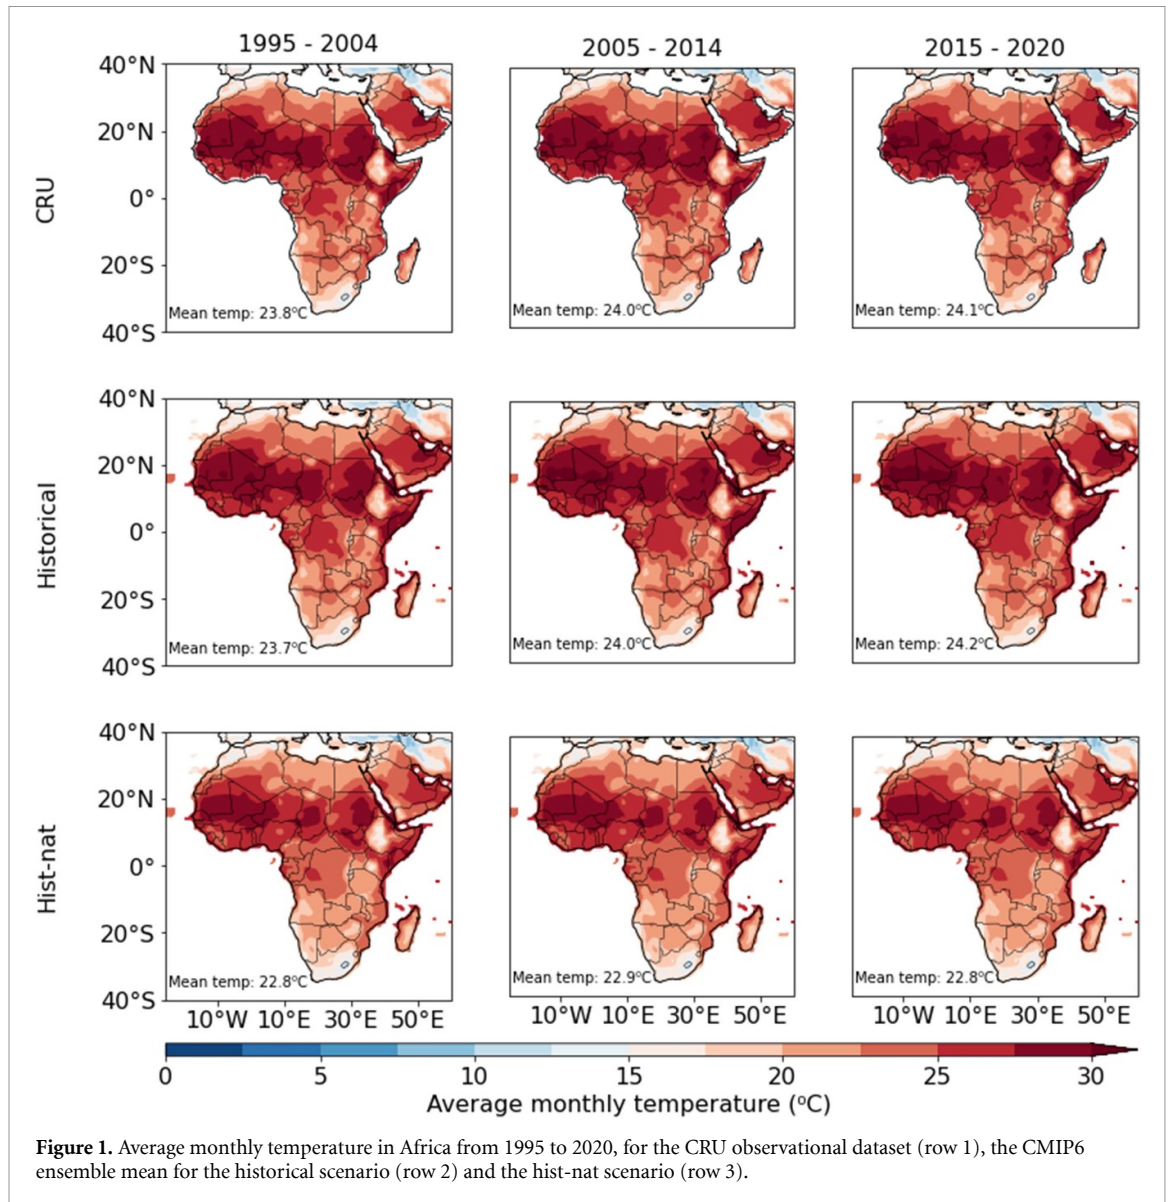 1995 - 2004
2005 - 2014
2015 - 2020
40°N
20°N
0°
20°S
40°S
CRU
Mean temp: 23.8°C
Mean temp: 24.0°C
Mean temp: 24.1°C
40°N
20°N
0°
20°S
40°S
Historical
Mean temp: 23.7°C
Mean temp: 24.0°C
Mean temp: 24.2°C
40°N
20°N
0°
20°S
40°S
Hist-nat
Mean temp: 22.8°C
Mean temp: 22.9°C
Mean temp: 22.8°C
10°W 10°E 30°E 50°E
10°W 10°E 30°E 50°E
10°W 10°E 30°E 50°E
0 5 10 15 20 25 30
Average monthly temperature (°C)
Figure 1. Average monthly temperature in Africa from 1995 to 2020, for the CRU observational dataset (row 1), the CMIP6
ensemble mean for the historical scenario (row 2) and the hist-nat scenario (row 3).